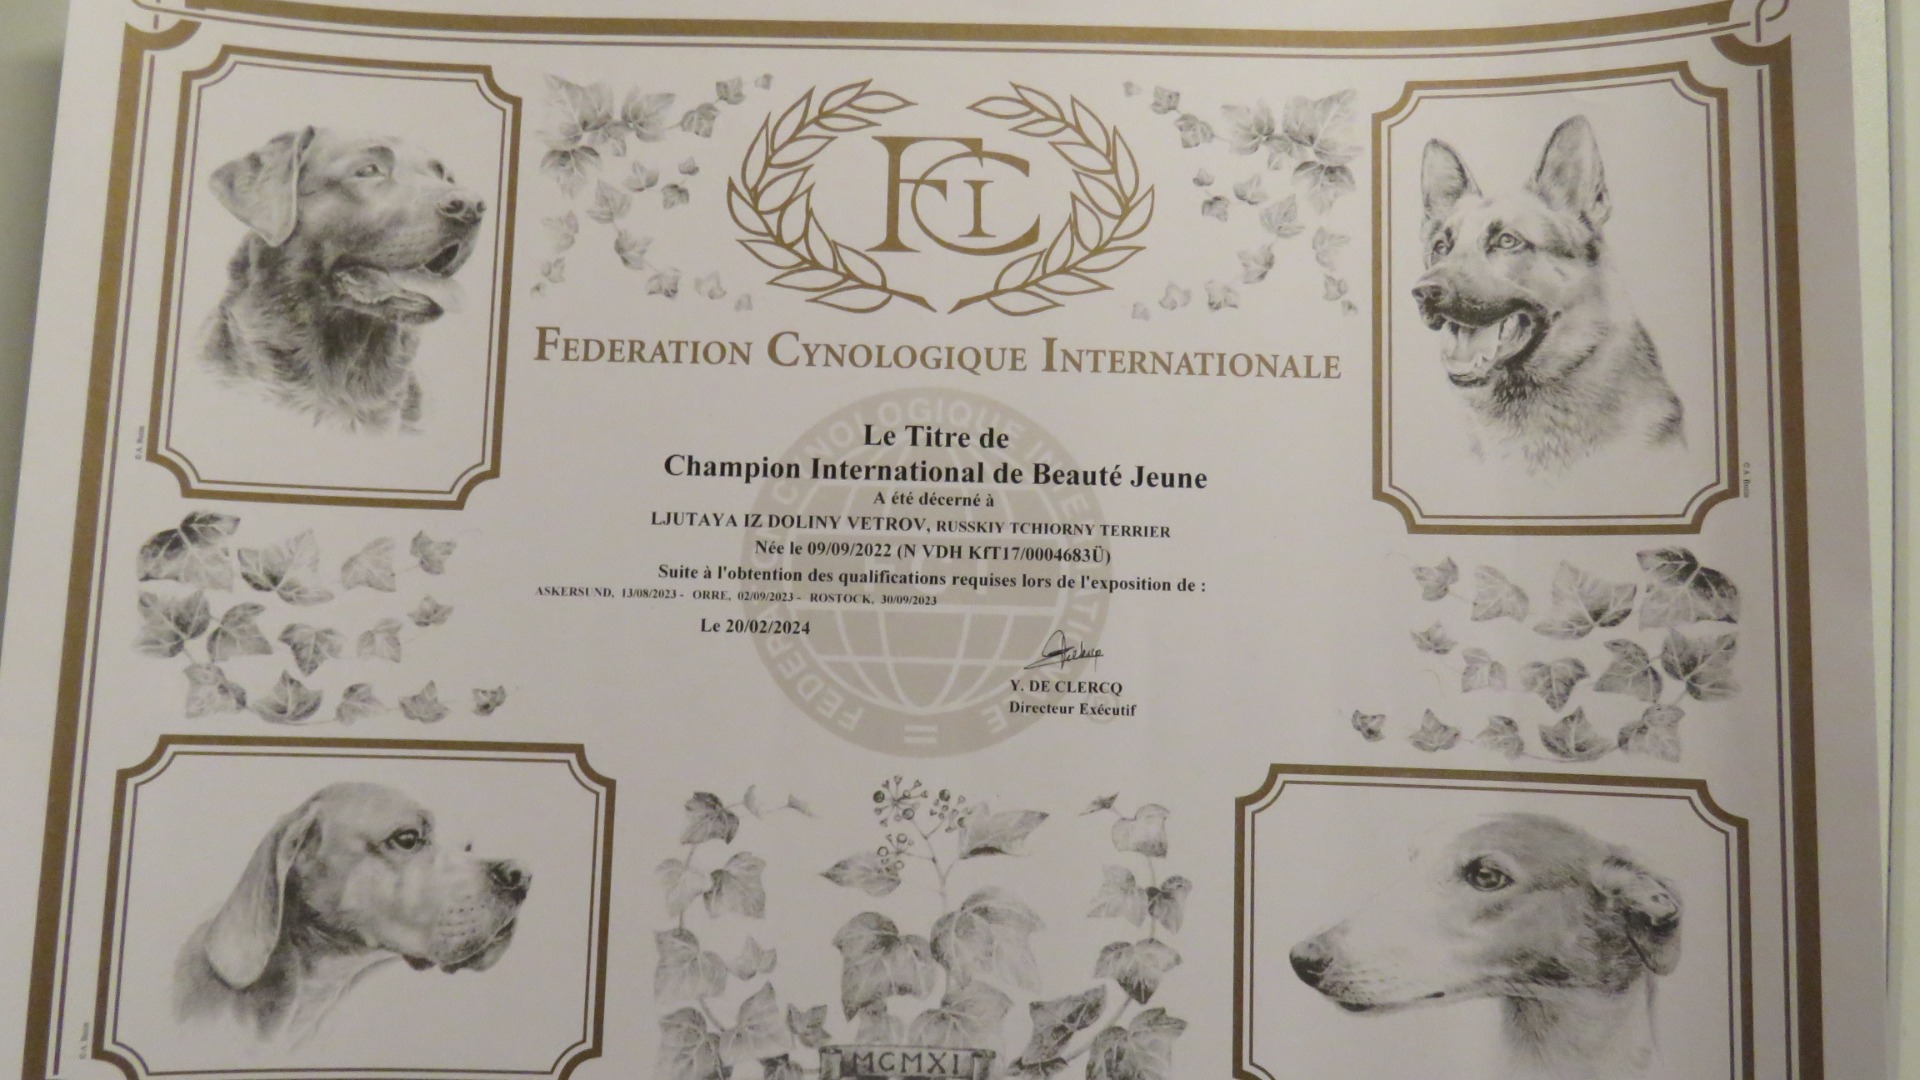 FCI
FEDERATION CYNOLOGIQUE INTERNATIONALE
Le Titre de
Champion International de Beauté Jeune
A été décerné à
LJUTAYA IZ DOLINY VETROV, RUSSKIY TCHIORNY TERRIER
Née le 09/09/2022 (N VDH KfT17/0004683Ü)
Suite à l'obtention des qualifications requises lors de l'exposition de :
ASKERSUND, 13/08/2023 - ORRE, 02/09/2023 - ROSTOCK, 30/09/2023
Le 20/02/2024
Y. DE CLERCQ
Directeur Exécutif
MCMXI